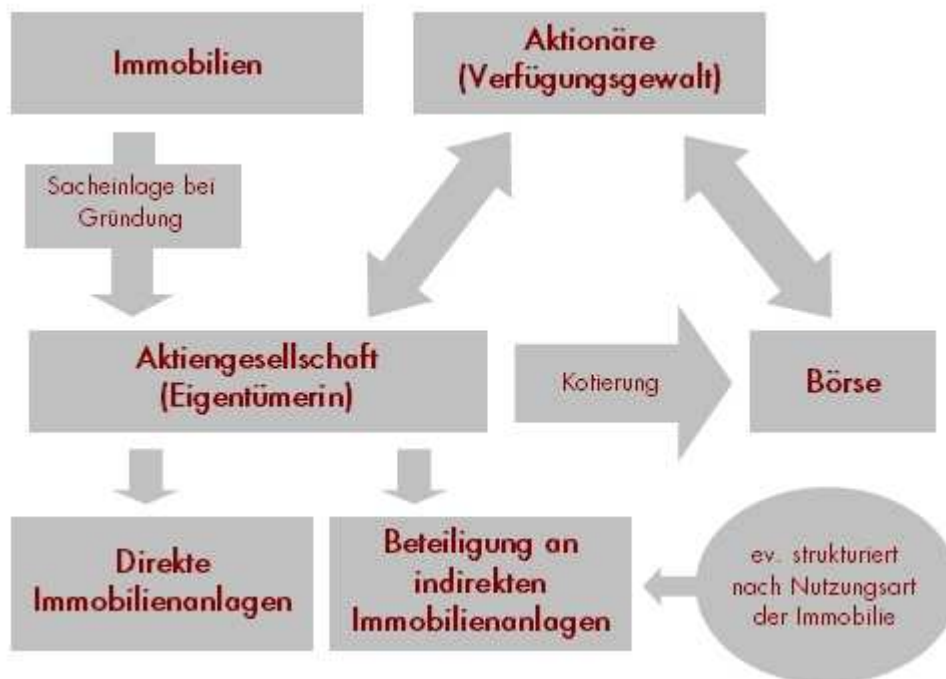 Immobilien
Aktionäre
(Verfügungsgewalt)
Sacheinlage bei
Gründung
Aktiengesellschaft
(Eigentümerin)
Kotierung
Börse
Direkte
Immobilienanlagen
Beteiligung an
indirekten
Immobilienanlagen
ev. strukturiert
nach Nutzungsart
der Immobilie